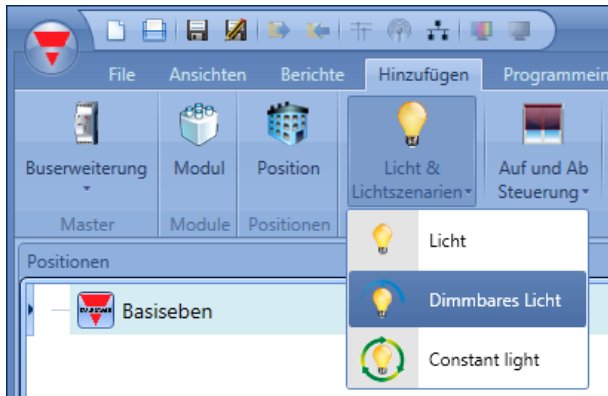 File Ansichten Berichte Hinzufügen Programmein
Buserweiterung Modul Position Licht & Lichtszenarien Auf und Ab Steuerung
Master Module Positionen
Positionen
Licht
Basiseben
Dimmbares Licht
Constant light